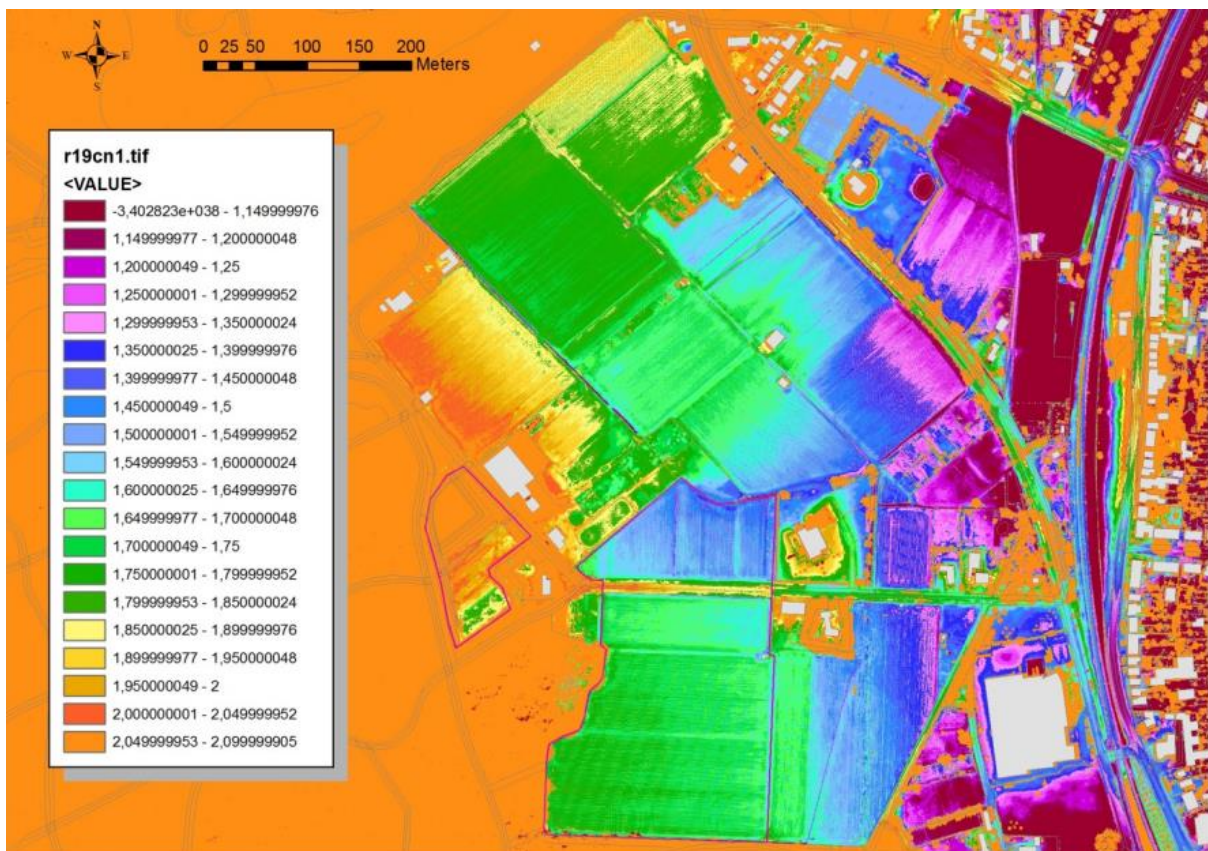 N
W E
S
0 25 50 100 150 200
Meters
r19cn1.tif
<VALUE>
-3,402823e+038 - 1,149999976
1,149999977 - 1,200000048
1,200000049 - 1,25
1,250000001 - 1,299999952
1,299999953 - 1,350000024
1,350000025 - 1,399999976
1,399999977 - 1,450000048
1,450000049 - 1,5
1,500000001 - 1,549999952
1,549999953 - 1,600000024
1,600000025 - 1,649999976
1,649999977 - 1,700000048
1,700000049 - 1,75
1,750000001 - 1,799999952
1,799999953 - 1,850000024
1,850000025 - 1,899999976
1,899999977 - 1,950000048
1,950000049 - 2
2,000000001 - 2,049999952
2,049999953 - 2,099999905